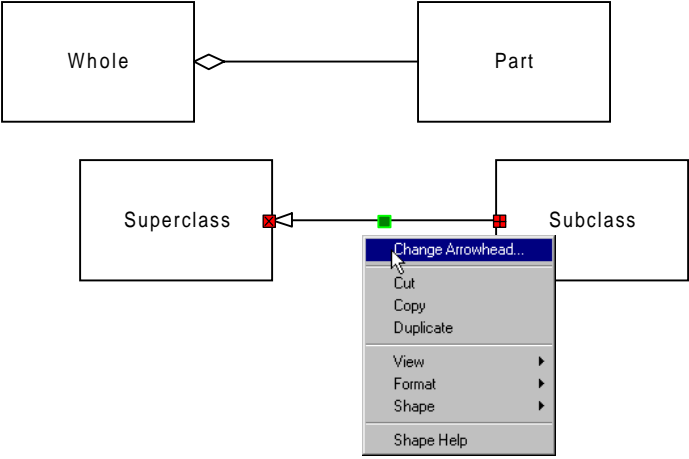 Whole
Part
Superclass
Subclass
Change Arrowhead...
Cut
Copy
Duplicate
View
Format
Shape
Shape Help